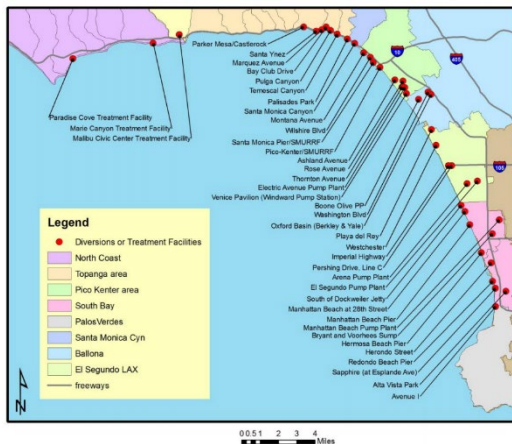 Parker Mesa/Castlerock
Santa Ynez
Marquez Avenue
Bay Club Drive
Pulga Canyon
Temescal Canyon
Palisades Park
Santa Monica Canyon
Montana Avenue
Wilshire Blvd
Santa Monica Pier/SMURRF
Pico-Kenter/SMURRF
Ashland Avenue
Rose Avenue
Thornton Avenue
Electric Avenue Pump Plant
Venice Pavilion (Windward Pump Station)
Boone Olive PP
Washington Blvd
Oxford Basin (Berkley & Yale)
Playa del Rey
Westchester
Imperial Highway
Pershing Drive, Line C
Arena Pump Plant
El Segundo Pump Plant
South of Dockweiler Jetty
Manhattan Beach at 28th Street
Manhattan Beach Pier
Manhattan Beach Pump Plant
Bryant and Voorhees Sump
Hermosa Beach Pier
Herondo Street
Redondo Beach Pier
Sapphire (at Esplande Ave)
Alta Vista Park
Avenue I
Paradise Cove Treatment Facility
Marie Canyon Treatment Facility
Malibu Civic Center Treatment Facility
10
405
105
Legend
Diversions or Treatment Facilities
North Coast
Topanga area
Pico Kenter area
South Bay
PalosVerdes
Santa Monica Cyn
Ballona
El Segundo LAX
freeways
N
0 0.5 1 2 3 4
Miles